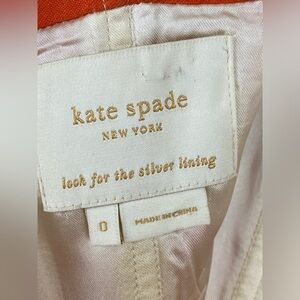 kate spade
NEW YORK
look for the silver lining
0
MADE IN CHINA